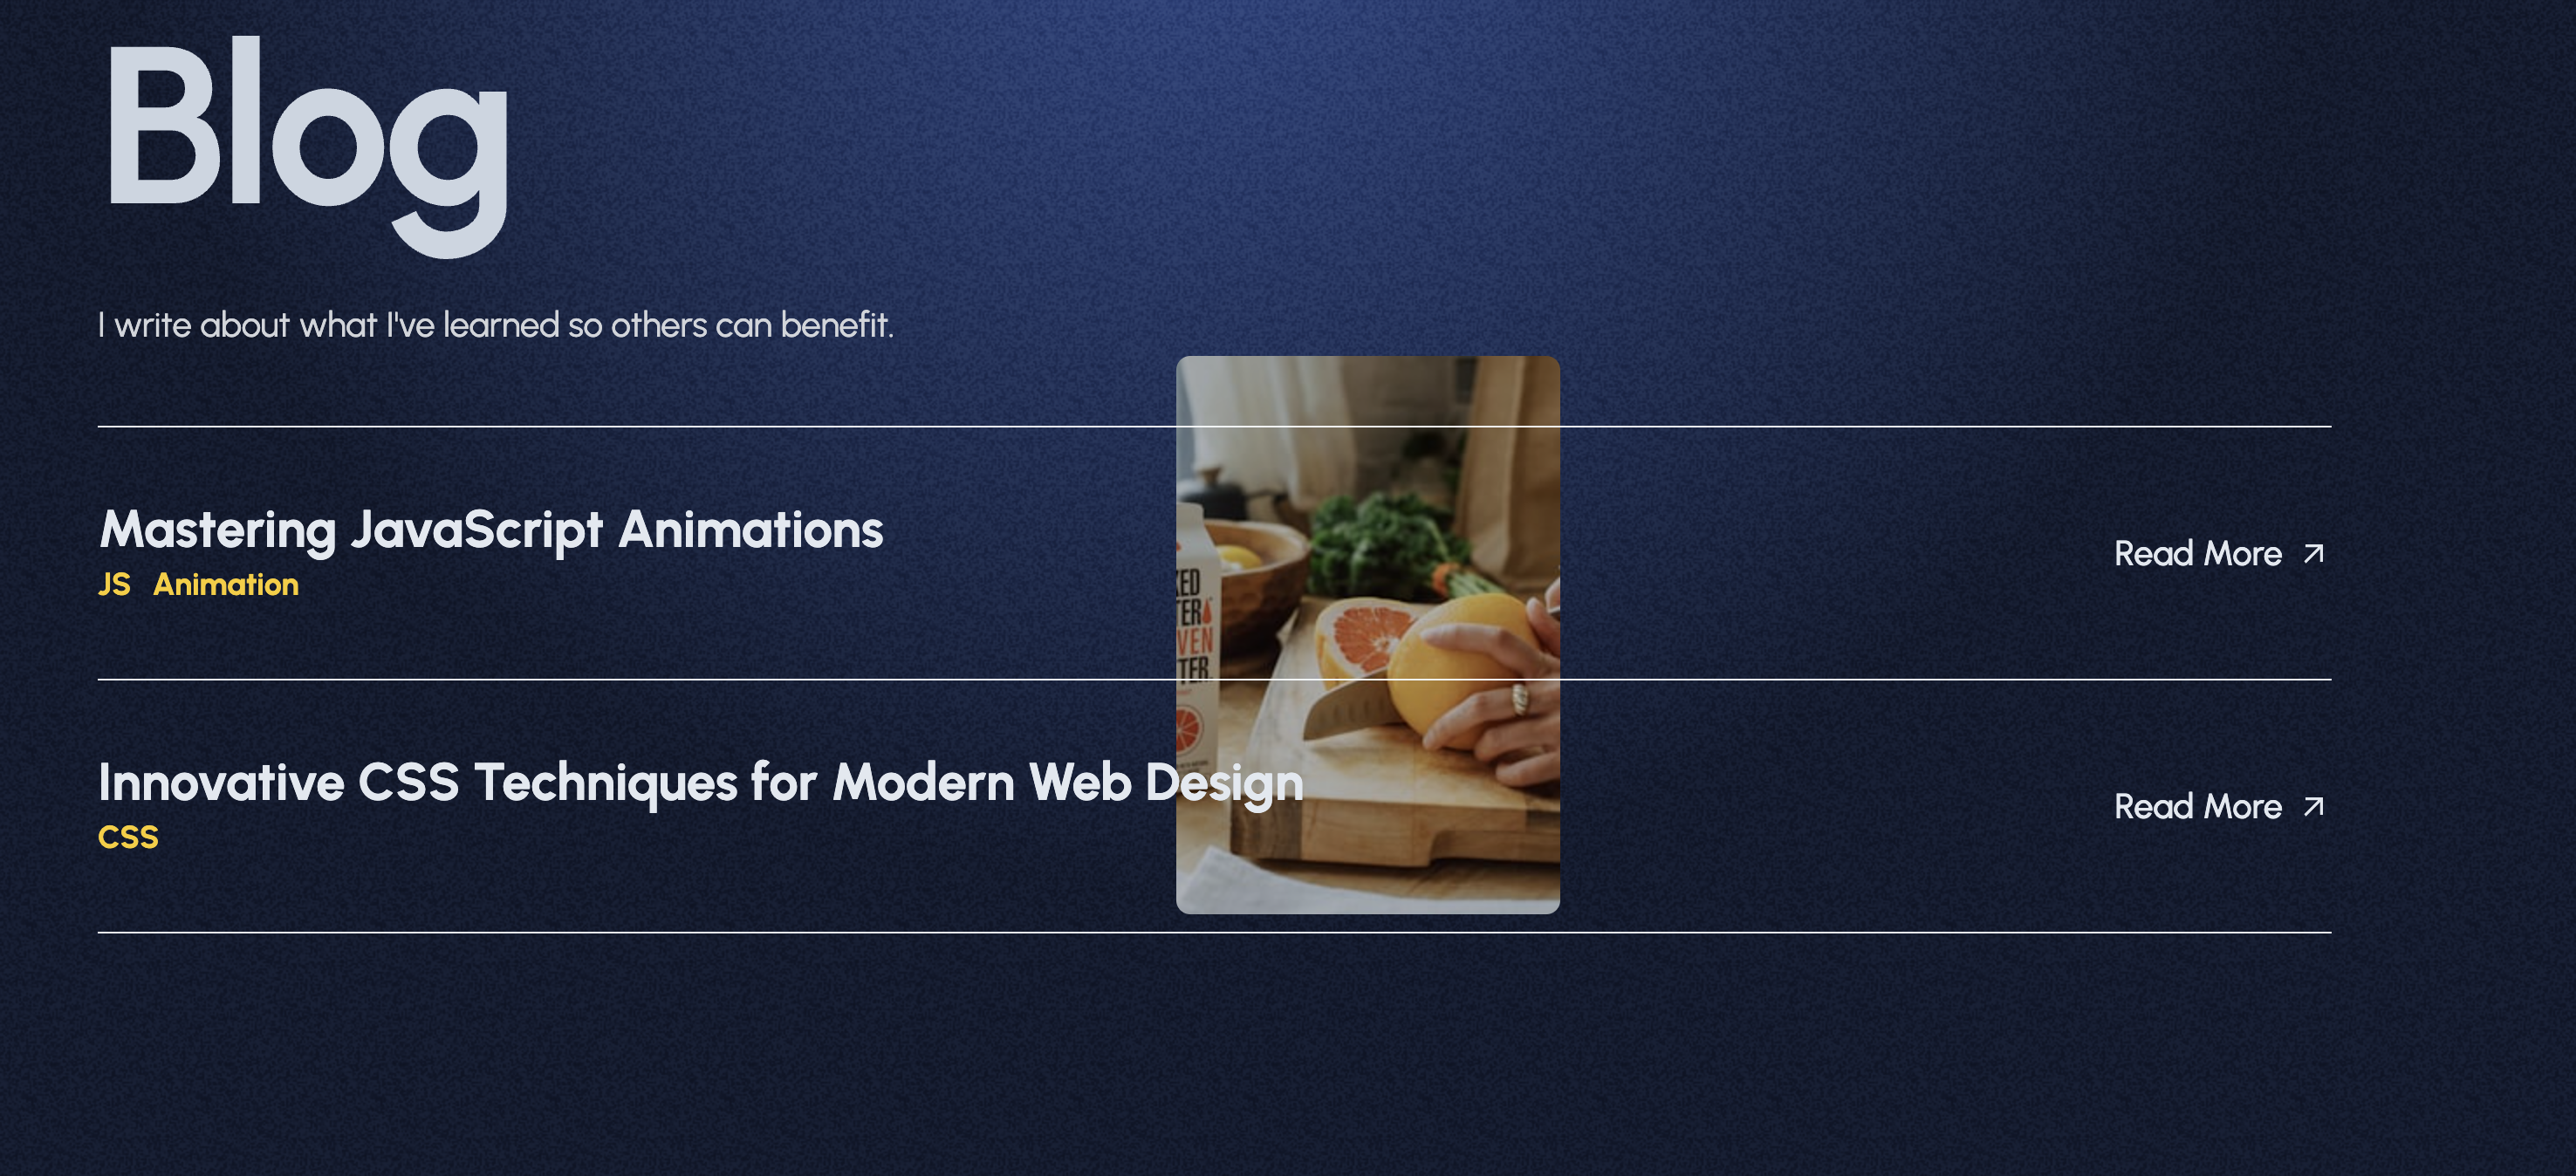 Blog
I write about what I've learned so others can benefit.
Mastering JavaScript Animations
JS Animation
Read More
Innovative CSS Techniques for Modern Web Design
CSS
Read More